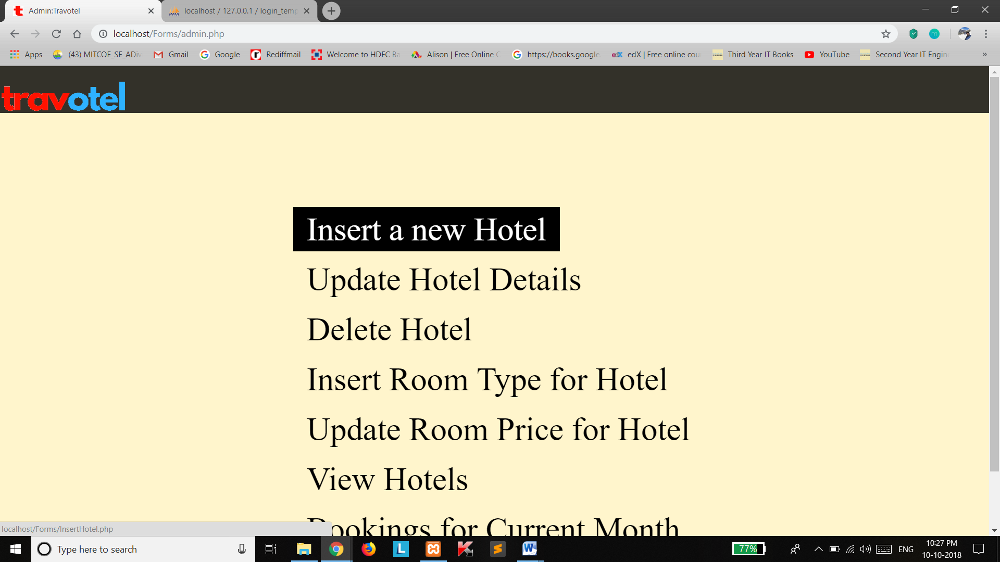 Admin:Travotel
localhost / 127.0.0.1 / login_temp
localhost/Forms/admin.php
Apps (43) MITCOE_SE_ADiv Gmail Google Rediffmail Welcome to HDFC Ba Alison | Free Online C https://books.google. edX | Free online cou Third Year IT Books YouTube Second Year IT Engin »
travotel
Insert a new Hotel
Update Hotel Details
Delete Hotel
Insert Room Type for Hotel
Update Room Price for Hotel
View Hotels
Bookings for Current Month
localhost/Forms/InsertHotel.php
Type here to search
77%
ENG
10:27 PM
10-10-2018